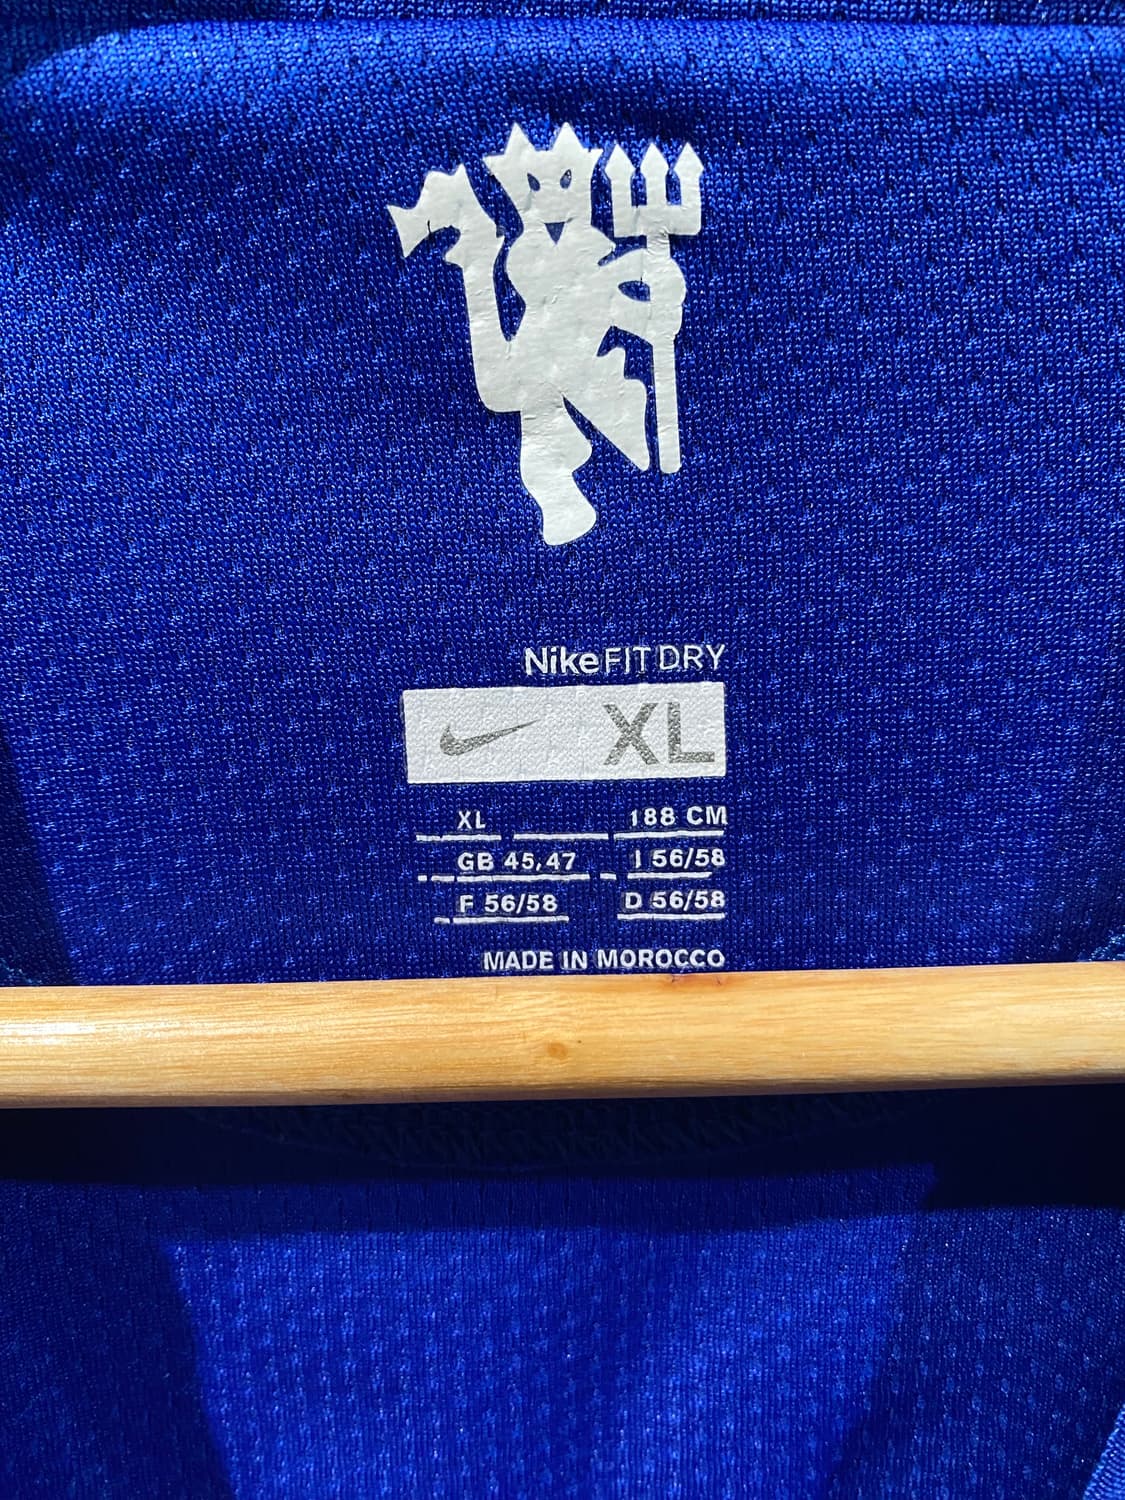 NikeFIT DRY
XL
XL 188 CM
GB 45,47 I 56/58
F 56/58 D 56/58
MADE IN MOROCCO